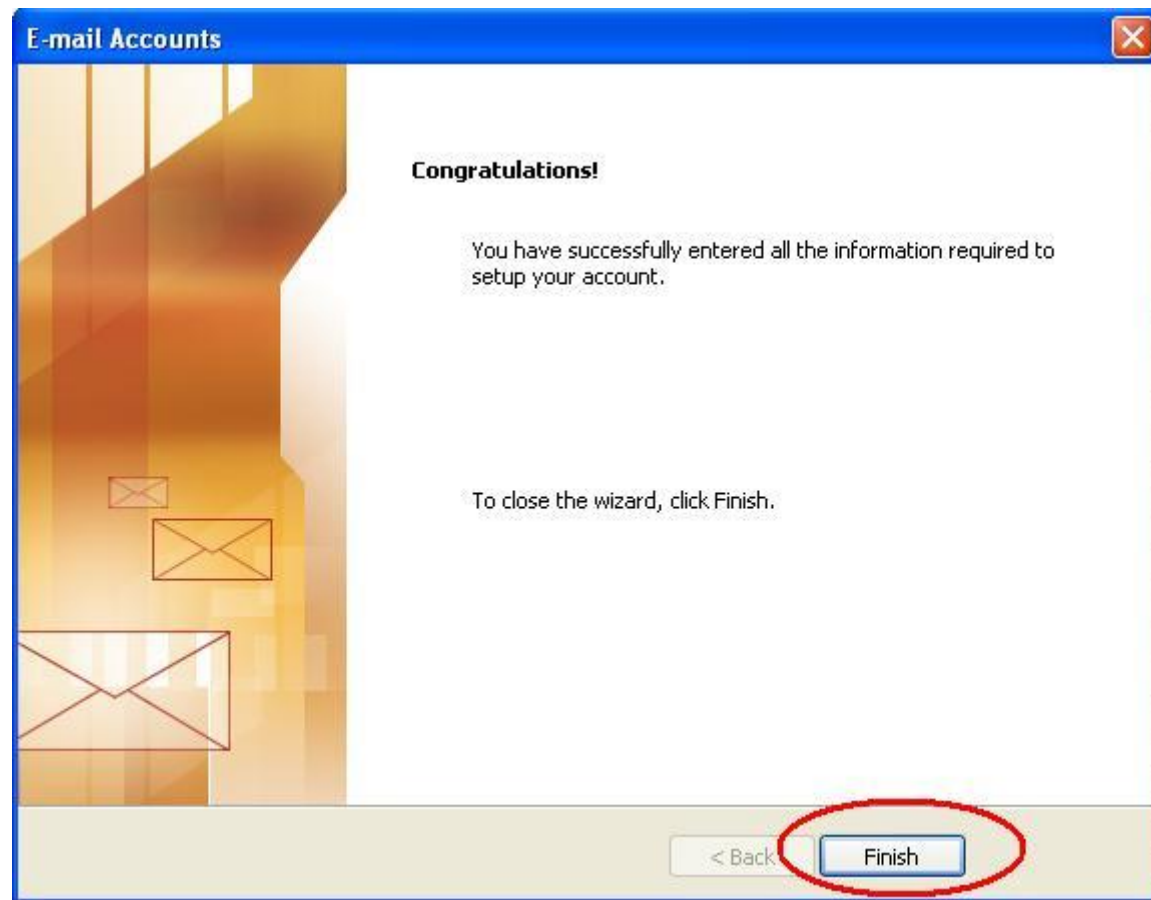 E-mail Accounts
Congratulations!
You have successfully entered all the information required to
setup your account.
To close the wizard, click Finish.
< Back
Finish